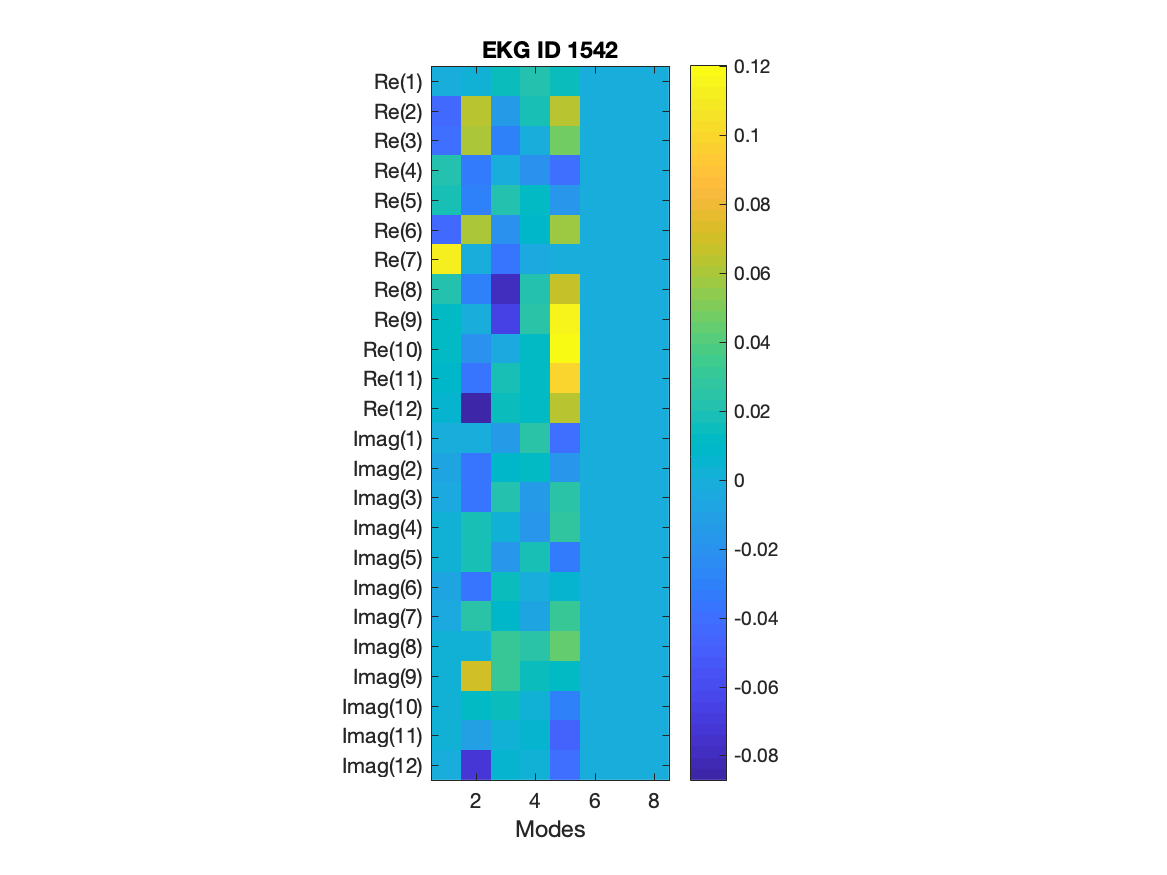 EKG ID 1542
Re(1)
Re(2)
Re(3)
Re(4)
Re(5)
Re(6)
Re(7)
Re(8)
Re(9)
Re(10)
Re(11)
Re(12)
Imag(1)
Imag(2)
Imag(3)
Imag(4)
Imag(5)
Imag(6)
Imag(7)
Imag(8)
Imag(9)
Imag(10)
Imag(11)
Imag(12)
2 4 6 8
Modes
0.12
0.1
0.08
0.06
0.04
0.02
0
-0.02
-0.04
-0.06
-0.08